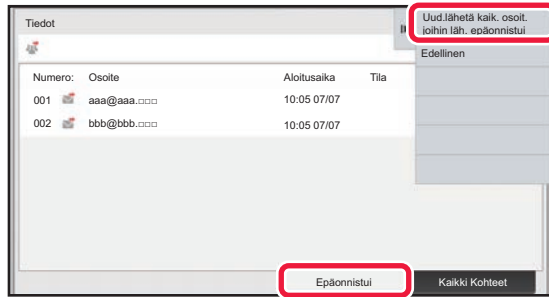 Tiedot
Uud.lähetä kaik. osoit.
joihin läh. epäonnistui
Edellinen
Numero: Osoite Aloitusaika Tila
001 aaa@aaa.□□□ 10:05 07/07
002 bbb@bbb.□□□ 10:05 07/07
Epäonnistui Kaikki Kohteet